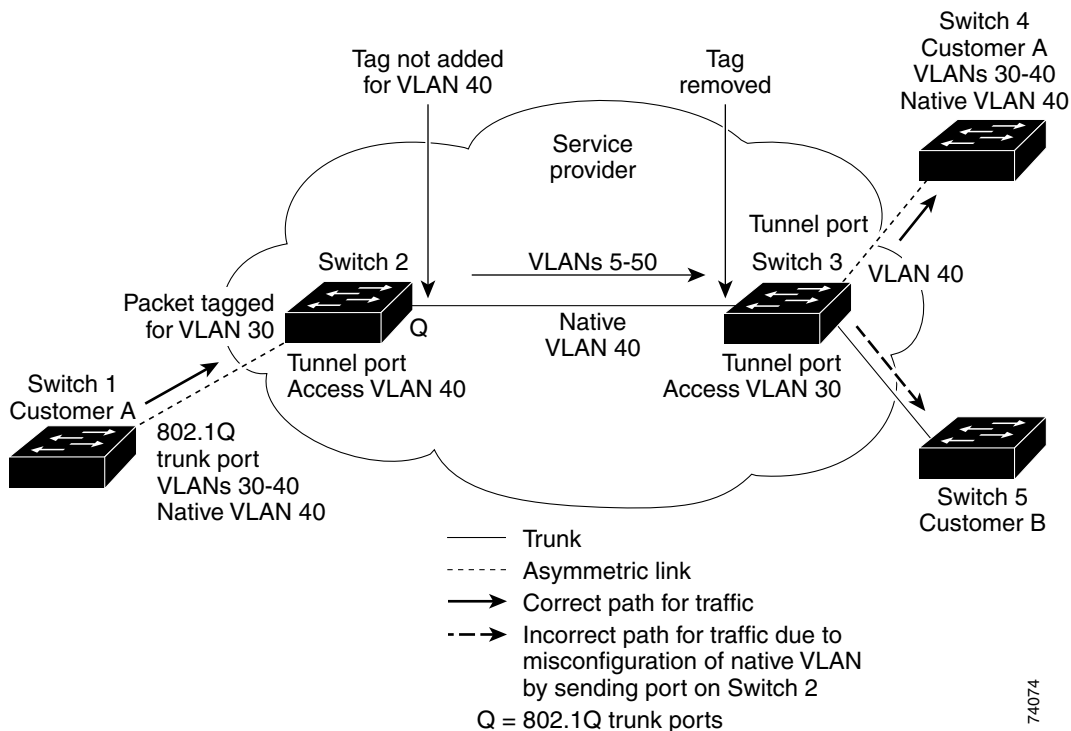 Switch 4
Customer A
VLANs 30-40
Native VLAN 40
Tag not added
for VLAN 40
Tag
removed
Service
provider
Tunnel port
VLAN 40
Switch 2
VLANs 5-50
Switch 3
Packet tagged
for VLAN 30
Q
Native
VLAN 40
Tunnel port
Access VLAN 40
Tunnel port
Access VLAN 30
Switch 1
Customer A
802.1Q
trunk port
VLANs 30-40
Native VLAN 40
Switch 5
Customer B
Trunk
Asymmetric link
Correct path for traffic
Incorrect path for traffic due to
misconfiguration of native VLAN
by sending port on Switch 2
Q = 802.1Q trunk ports
74074